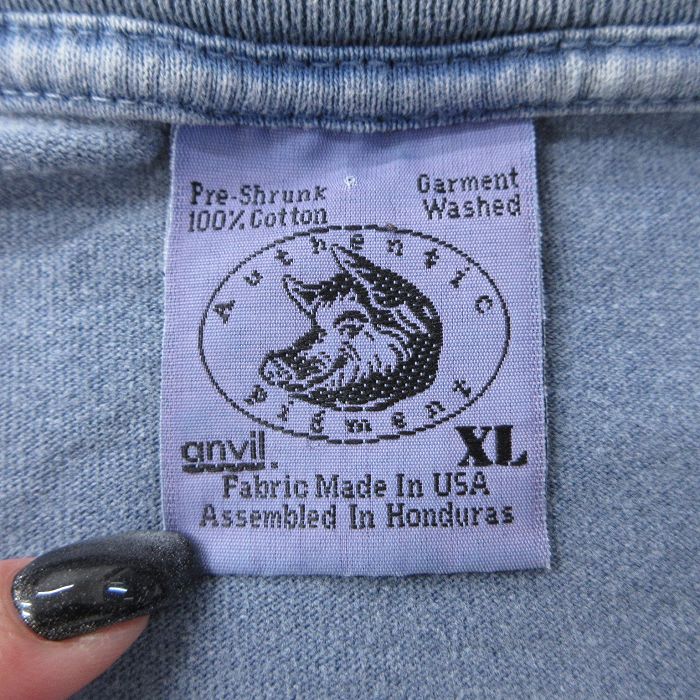 Pre-Shrunk
100% Cotton
Garment
Washed
Authentic
Pigment
anvil.
XL
Fabric Made In USA
Assembled In Honduras